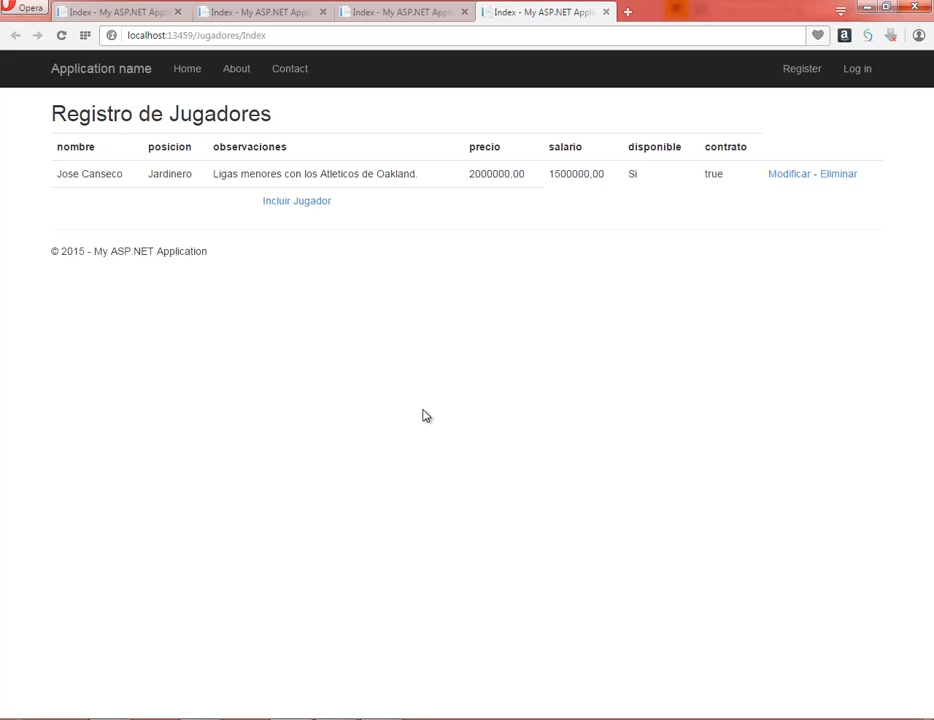 Opera
Index - My ASP.NET Appli
Index - My ASP.NET Applic
Index - My ASP.NET Applic
Index - My ASP.NET Applic
localhost:13459/Jugadores/Index
Application name Home About Contact Register Log in
Registro de Jugadores
nombre posicion observaciones precio salario disponible contrato
Jose Canseco Jardinero Ligas menores con los Atleticos de Oakland. 2000000,00 1500000,00 Si true Modificar - Eliminar
Incluir Jugador
© 2015 - My ASP.NET Application